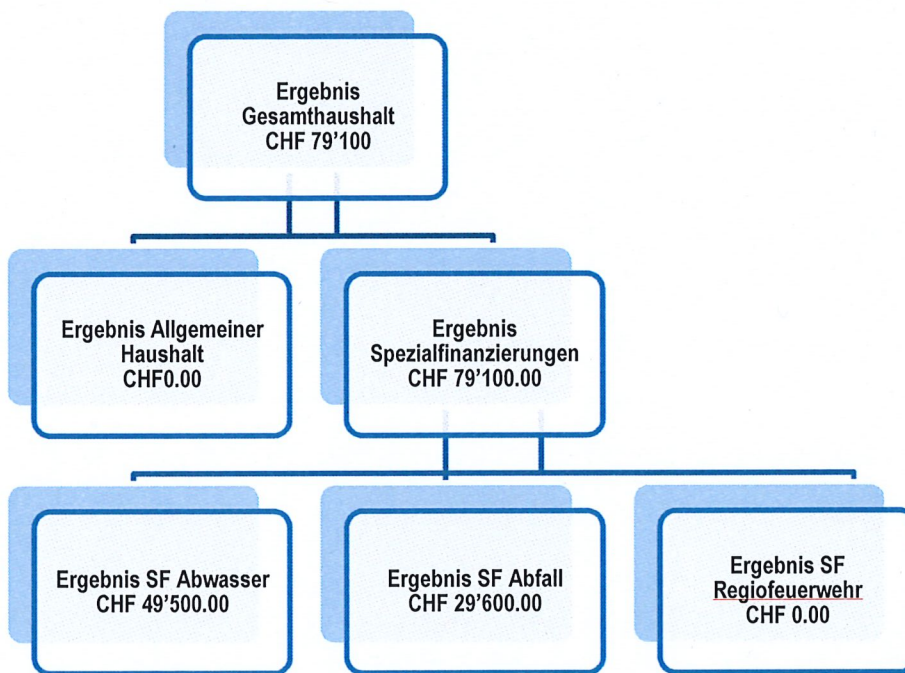 Ergebnis
Gesamthaushalt
CHF 79’100
Ergebnis Allgemeiner
Haushalt
CHF0.00
Ergebnis
Spezialfinanzierungen
CHF 79’100.00
Ergebnis SF Abwasser
CHF 49’500.00
Ergebnis SF Abfall
CHF 29’600.00
Ergebnis SF
Regiofeuerwehr
CHF 0.00